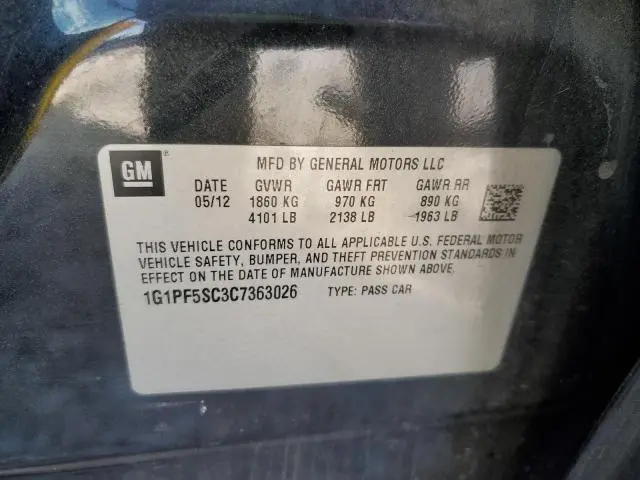 GM ®
MFD BY GENERAL MOTORS LLC
DATE GVWR GAWR FRT GAWR RR
05/12 1860 KG 970 KG 890 KG
4101 LB 2138 LB 1963 LB
THIS VEHICLE CONFORMS TO ALL APPLICABLE U.S. FEDERAL MOTOR
VEHICLE SAFETY, BUMPER, AND THEFT PREVENTION STANDARDS IN
EFFECT ON THE DATE OF MANUFACTURE SHOWN ABOVE.
1G1PF5SC3C7363026 TYPE: PASS CAR